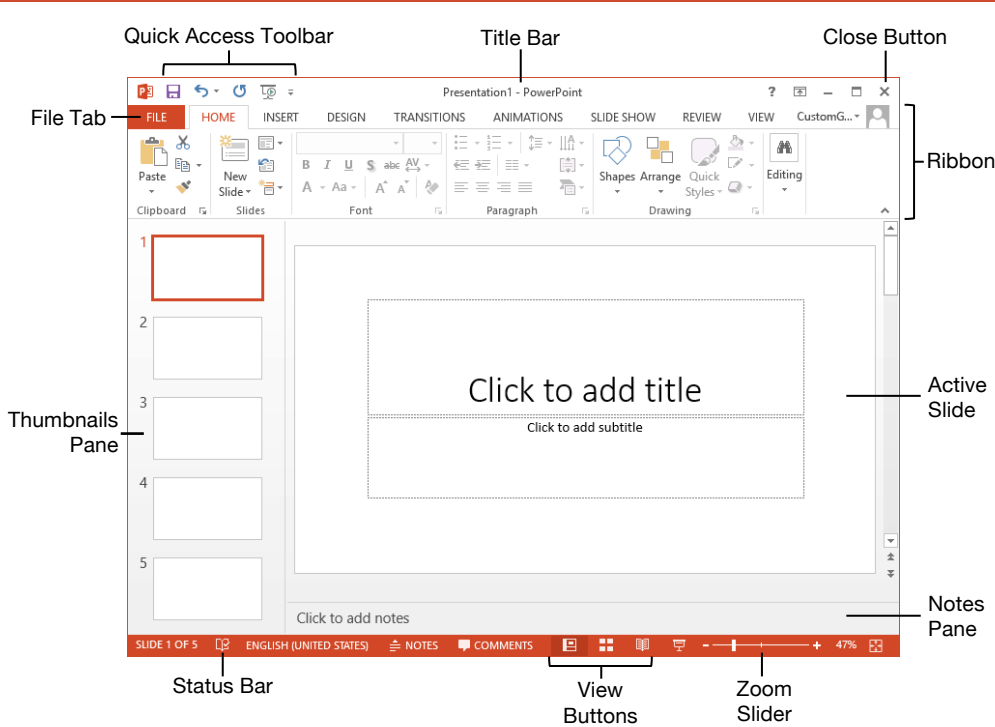 Quick Access Toolbar
Title Bar
Close Button
Presentation1 - PowerPoint
?
File Tab
FILE HOME INSERT DESIGN TRANSITIONS ANIMATIONS SLIDE SHOW REVIEW VIEW CustomG...
Ribbon
Paste
New
Slide
B I U S abc AV
A Aa A A
Shapes Arrange Quick
Styles
Editing
Clipboard Slides Font Paragraph Drawing
1
2
3
4
5
Thumbnails
Pane
Click to add title
Click to add subtitle
Active
Slide
Click to add notes
Notes
Pane
SLIDE 1 OF 5 ENGLISH (UNITED STATES) NOTES COMMENTS - + 47%
Status Bar
View
Buttons
Zoom
Slider